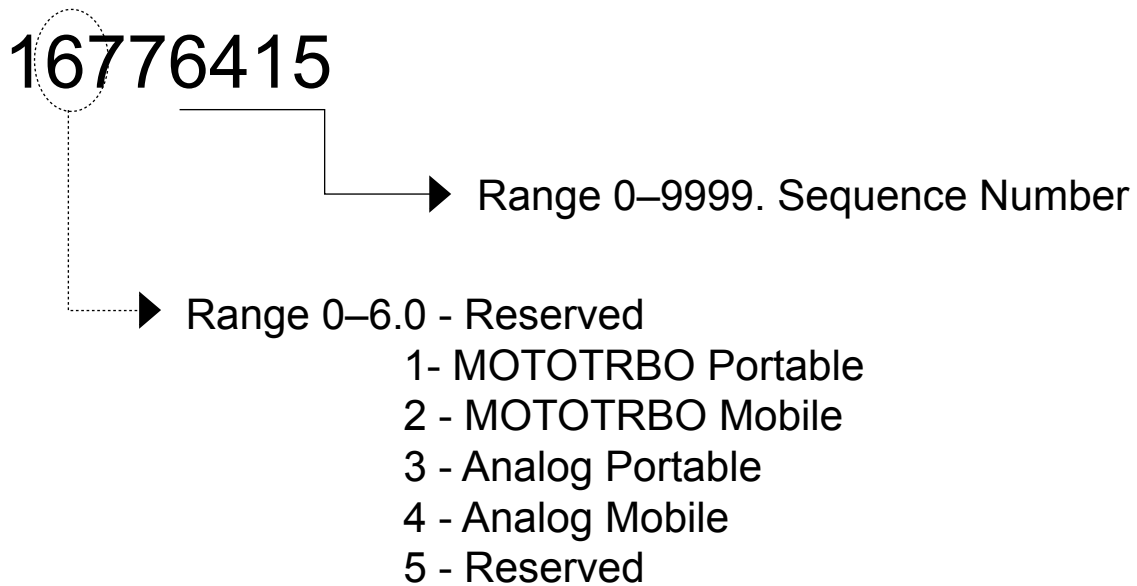 16776415
Range 0–9999. Sequence Number
Range 0–6.0 - Reserved
1- MOTOTRBO Portable
2 - MOTOTRBO Mobile
3 - Analog Portable
4 - Analog Mobile
5 - Reserved